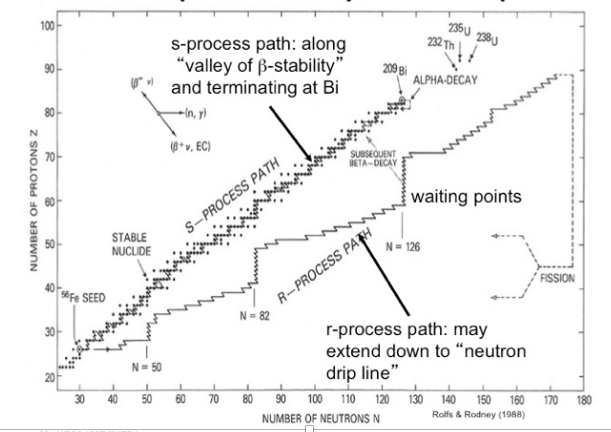 s-process path: along
“valley of β-stability”
and terminating at Bi
235U
232Th
238U
209Bi
ALPHA-DECAY
(β⁻ ν)
(n, γ)
(β⁺ν, EC)
SUBSEQUENT
BETA-DECAY
S-PROCESS PATH
waiting points
STABLE
NUCLIDE
N = 126
R-PROCESS PATH
56Fe SEED
FISSION
N = 82
N = 50
r-process path: may
extend down to “neutron
drip line”
NUMBER OF PROTONS Z
100
90
80
70
60
50
40
30
20
30 40 50 60 70 80 90 100 110 120 130 140 150 160 170 180
NUMBER OF NEUTRONS N
Rolfs & Rodney (1988)